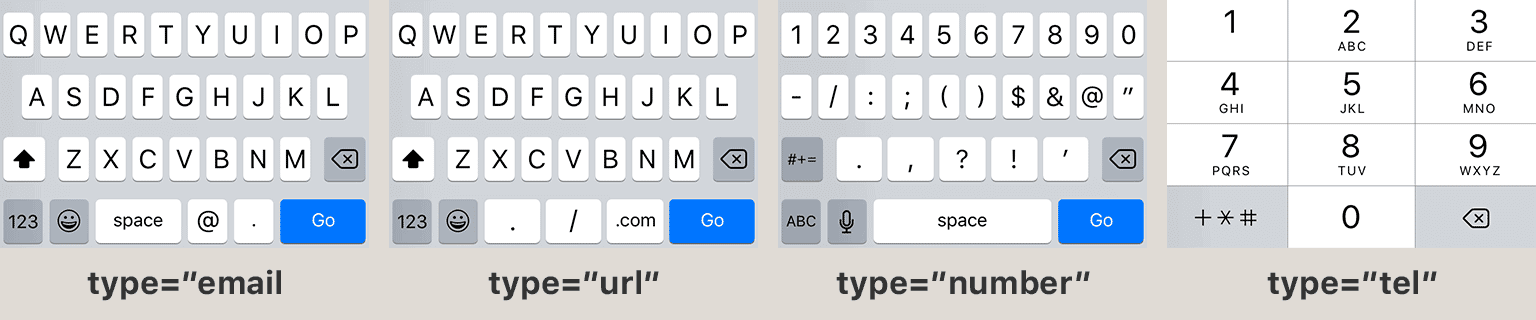 Q W E R T Y U I O P
A S D F G H J K L
Z X C V B N M
123 space @ . Go
type="email
Q W E R T Y U I O P
A S D F G H J K L
Z X C V B N M
123 . / .com Go
type="url"
1 2 3 4 5 6 7 8 9 0
- / : ; ( ) $ & @ "
#+= . , ? ! ’
ABC space Go
type="number"
1 2 3
ABC DEF
4 5 6
GHI JKL MNO
7 8 9
PQRS TUV WXYZ
+*# 0
type="tel"